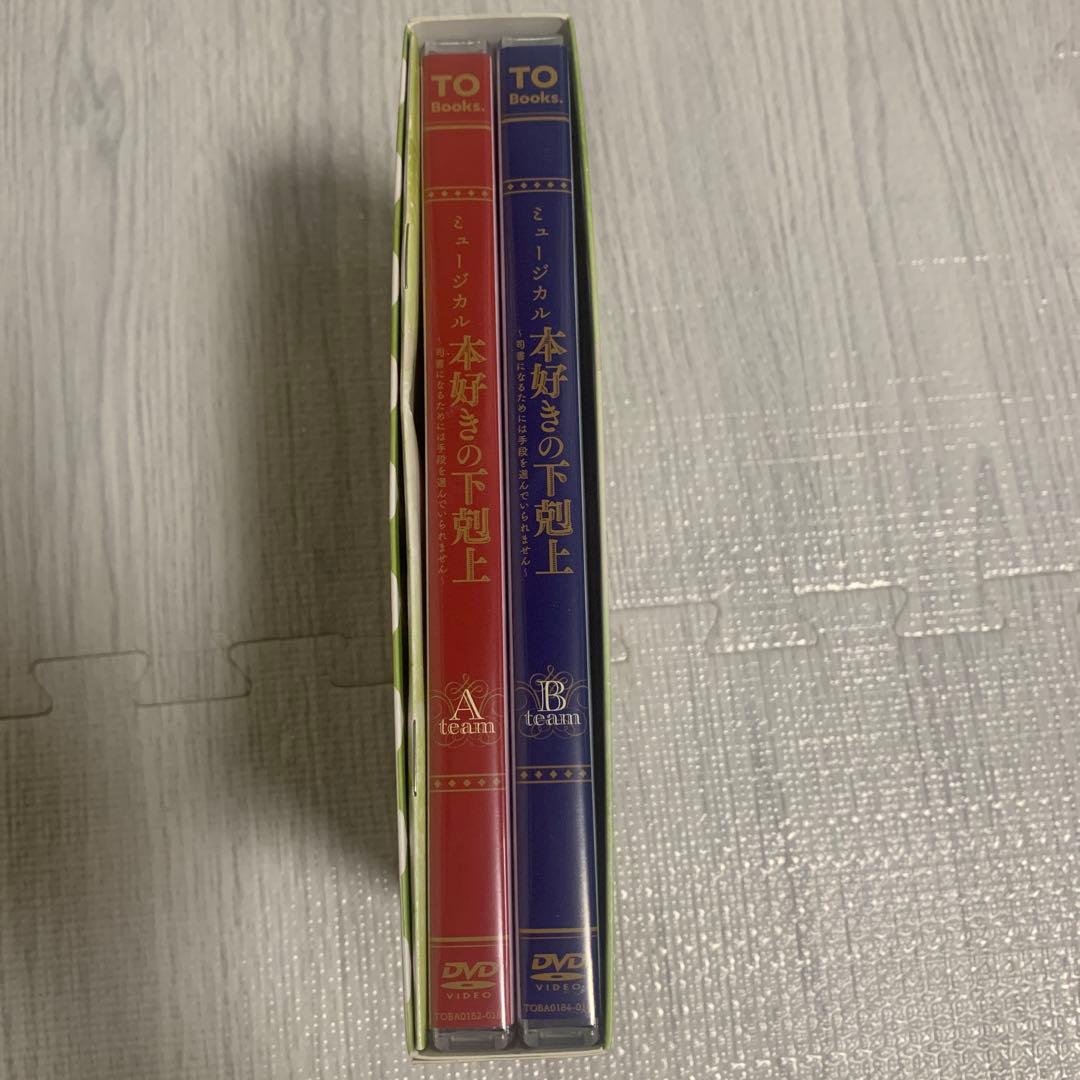 TO
Books.
ミュージカル
本好きの下剋上
～司書になるためには手段を選んでいられません～
A
team
DVD
VIDEO
TO
Books.
ミュージカル
本好きの下剋上
～司書になるためには手段を選んでいられません～
B
team
DVD
VIDEO